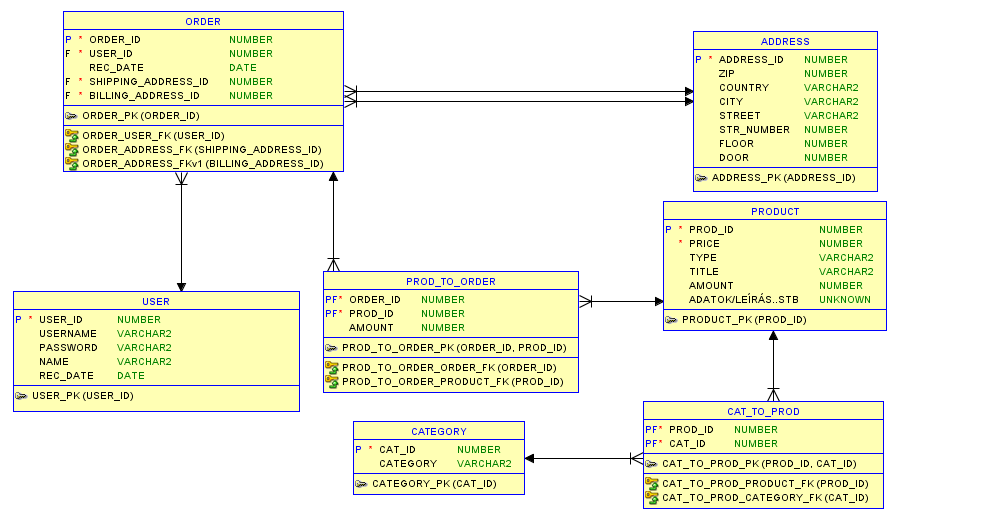 ORDER
P * ORDER_ID NUMBER
F * USER_ID NUMBER
REC_DATE DATE
F * SHIPPING_ADDRESS_ID NUMBER
F * BILLING_ADDRESS_ID NUMBER
ORDER_PK (ORDER_ID)
ORDER_USER_FK (USER_ID)
ORDER_ADDRESS_FK (SHIPPING_ADDRESS_ID)
ORDER_ADDRESS_FKv1 (BILLING_ADDRESS_ID)
ADDRESS
P * ADDRESS_ID NUMBER
ZIP NUMBER
COUNTRY VARCHAR2
CITY VARCHAR2
STREET VARCHAR2
STR_NUMBER NUMBER
FLOOR NUMBER
DOOR NUMBER
ADDRESS_PK (ADDRESS_ID)
PRODUCT
P * PROD_ID NUMBER
* PRICE NUMBER
TYPE VARCHAR2
TITLE VARCHAR2
AMOUNT NUMBER
ADATOK/LEÍRÁS..STB UNKNOWN
PRODUCT_PK (PROD_ID)
PROD_TO_ORDER
PF* ORDER_ID NUMBER
PF* PROD_ID NUMBER
AMOUNT NUMBER
PROD_TO_ORDER_PK (ORDER_ID, PROD_ID)
PROD_TO_ORDER_ORDER_FK (ORDER_ID)
PROD_TO_ORDER_PRODUCT_FK (PROD_ID)
USER
P * USER_ID NUMBER
USERNAME VARCHAR2
PASSWORD VARCHAR2
NAME VARCHAR2
REC_DATE DATE
USER_PK (USER_ID)
CATEGORY
P * CAT_ID NUMBER
CATEGORY VARCHAR2
CATEGORY_PK (CAT_ID)
CAT_TO_PROD
PF* PROD_ID NUMBER
PF* CAT_ID NUMBER
CAT_TO_PROD_PK (PROD_ID, CAT_ID)
CAT_TO_PROD_PRODUCT_FK (PROD_ID)
CAT_TO_PROD_CATEGORY_FK (CAT_ID)